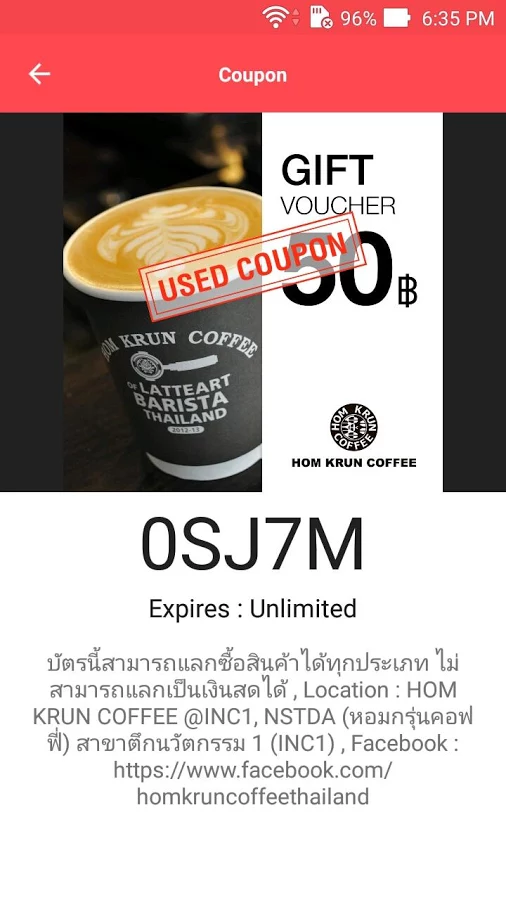 96% 6:35 PM
Coupon
GIFT
VOUCHER
50฿
USED COUPON
HOM KRUN COFFEE
OF LATTEART
BARISTA
THAILAND
2012-13
HOM KRUN
COFFEE
HOM KRUN COFFEE
0SJ7M
Expires : Unlimited
บัตรนี้สามารถแลกซื้อสินค้าได้ทุกประเภท ไม่
สามารถแลกเป็นเงินสดได้ , Location : HOM
KRUN COFFEE @INC1, NSTDA (หอมกรุ่นคอฟ
ฟี่) สาขาตึกนวัตกรรม 1 (INC1) , Facebook :
https://www.facebook.com/
homkruncoffeethailand